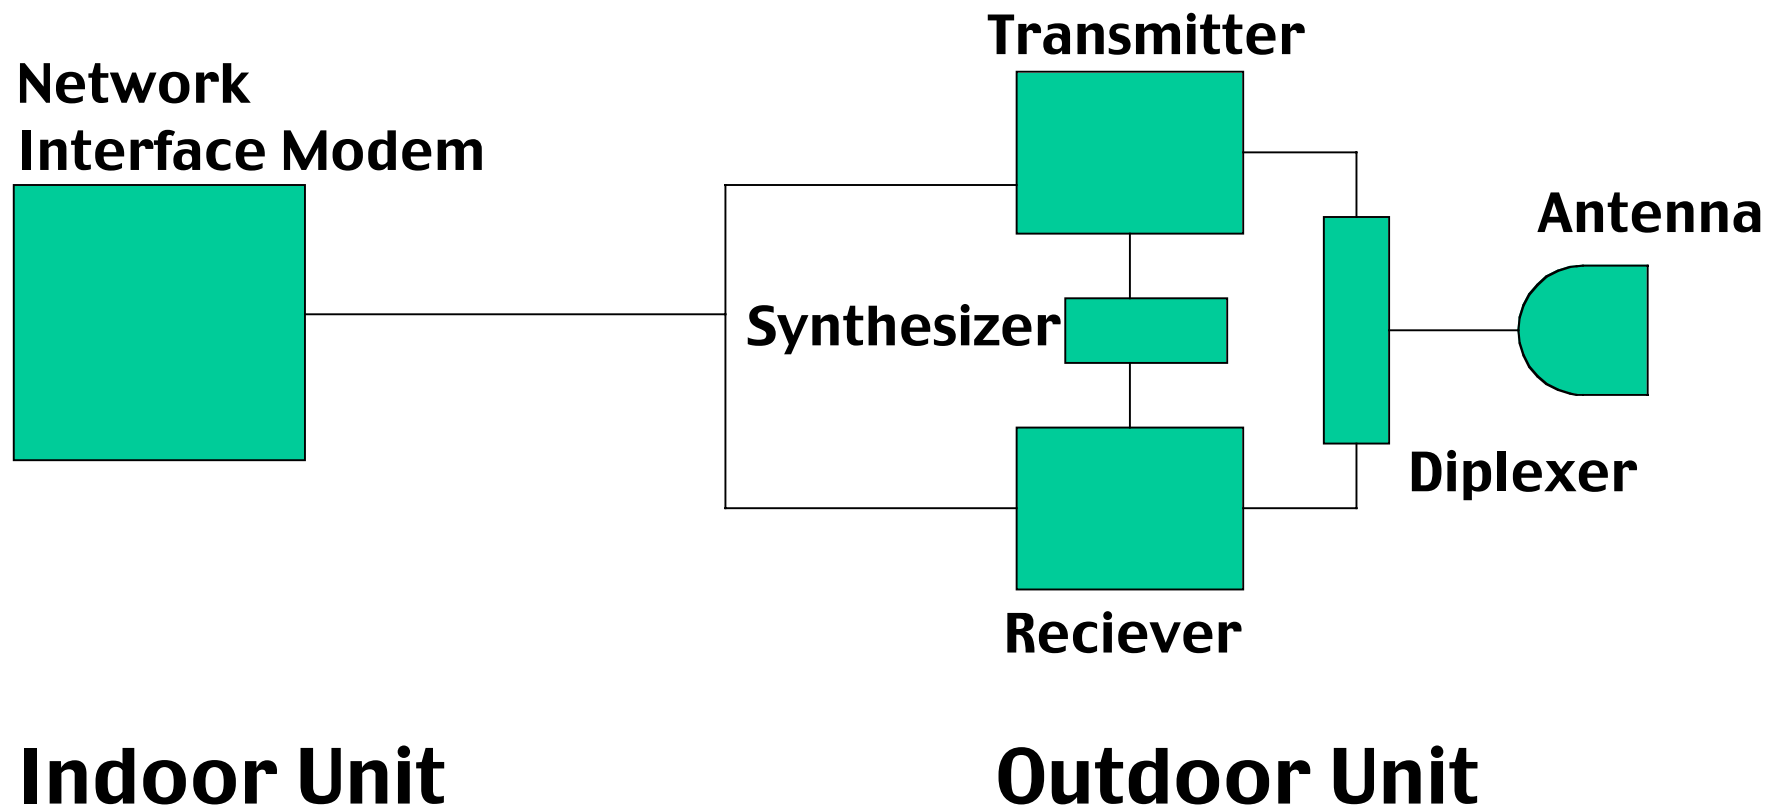 Transmitter
Network
Interface Modem
Antenna
Synthesizer
Diplexer
Reciever
Indoor Unit
Outdoor Unit